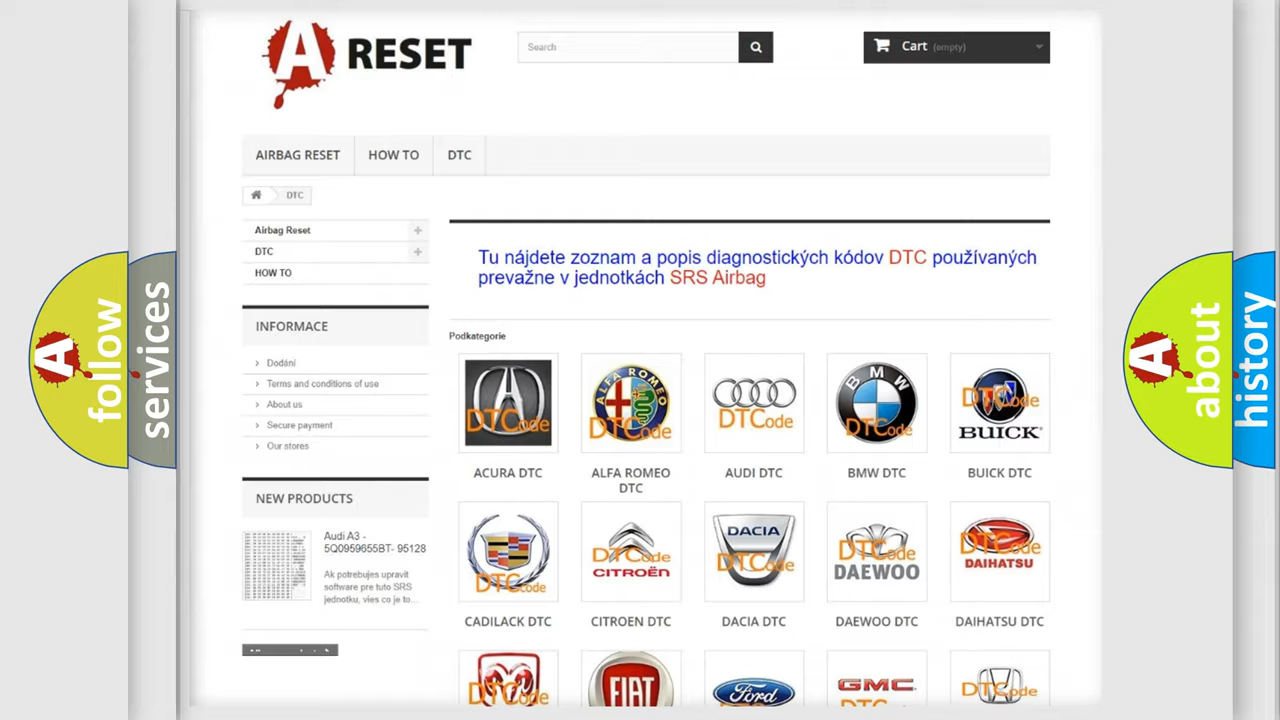 A RESET
Search
Cart (empty)
AIRBAG RESET
HOW TO
DTC
DTC
Airbag Reset
DTC
HOW TO
INFORMACE
Dodání
Terms and conditions of use
About us
Secure payment
Our stores
NEW PRODUCTS
Audi A3 -
5Q0959655BT- 95128
Ak potrebujes upravit
software pre tuto SRS
jednotku, vies co je to...
Tu nájdete zoznam a popis diagnostických kódov DTC používaných
prevažne v jednotkách SRS Airbag
Podkategorie
DTCode
ACURA DTC
ALFA ROMEO
DTCode
ALFA ROMEO
DTC
DTCode
AUDI DTC
BMW
DTCode
BMW DTC
DTCode
BUICK
BUICK DTC
DTCode
CADILACK DTC
DTCode
CITROËN
CITROEN DTC
DACIA
DTCode
DACIA DTC
DTCode
DAEWOO
DAEWOO DTC
DTCode
DAIHATSU
DAIHATSU DTC
DTCode
FIAT
Ford
GMC
DTCode
A follow
services
A about
history